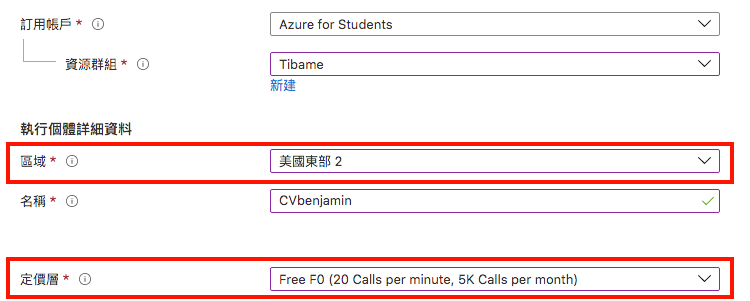 訂用帳戶 * Azure for Students
資源群組 * Tibame
新建
執行個體詳細資料
區域 * 美國東部 2
名稱 * CVbenjamin
定價層 * Free F0 (20 Calls per minute, 5K Calls per month)